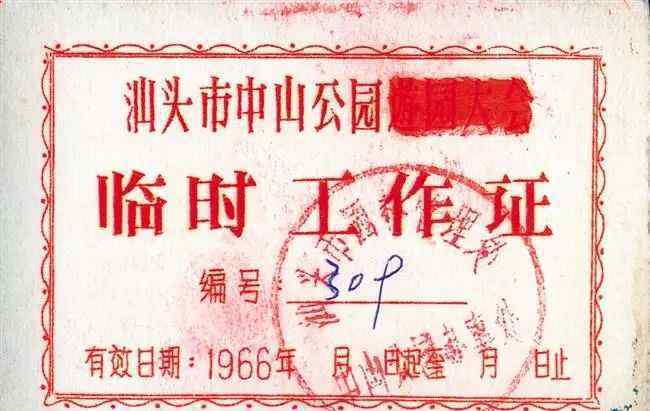 汕头市中山公园游园大会
临时工作证
编号 309
有效日期：1966年 月 日起至 月 日止